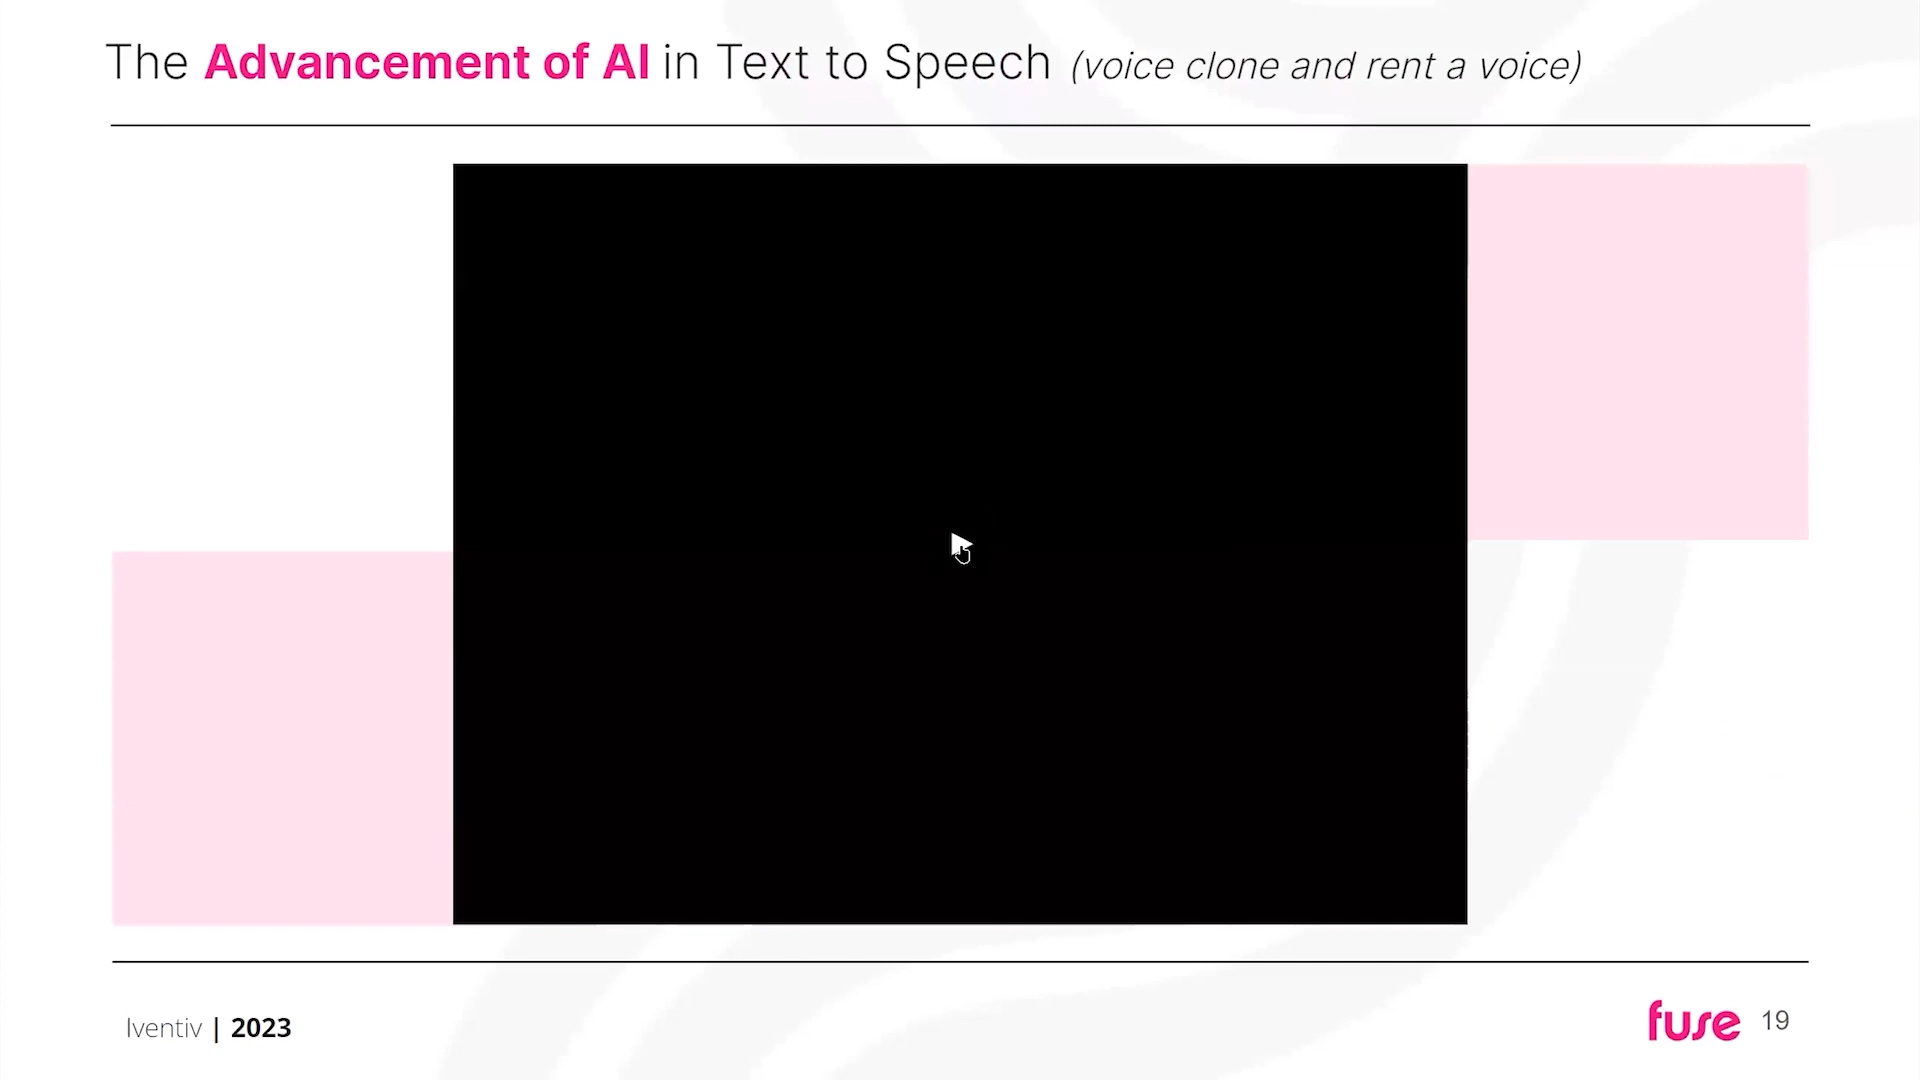 The Advancement of AI in Text to Speech (voice clone and rent a voice)
Iventiv | 2023
fuse 19